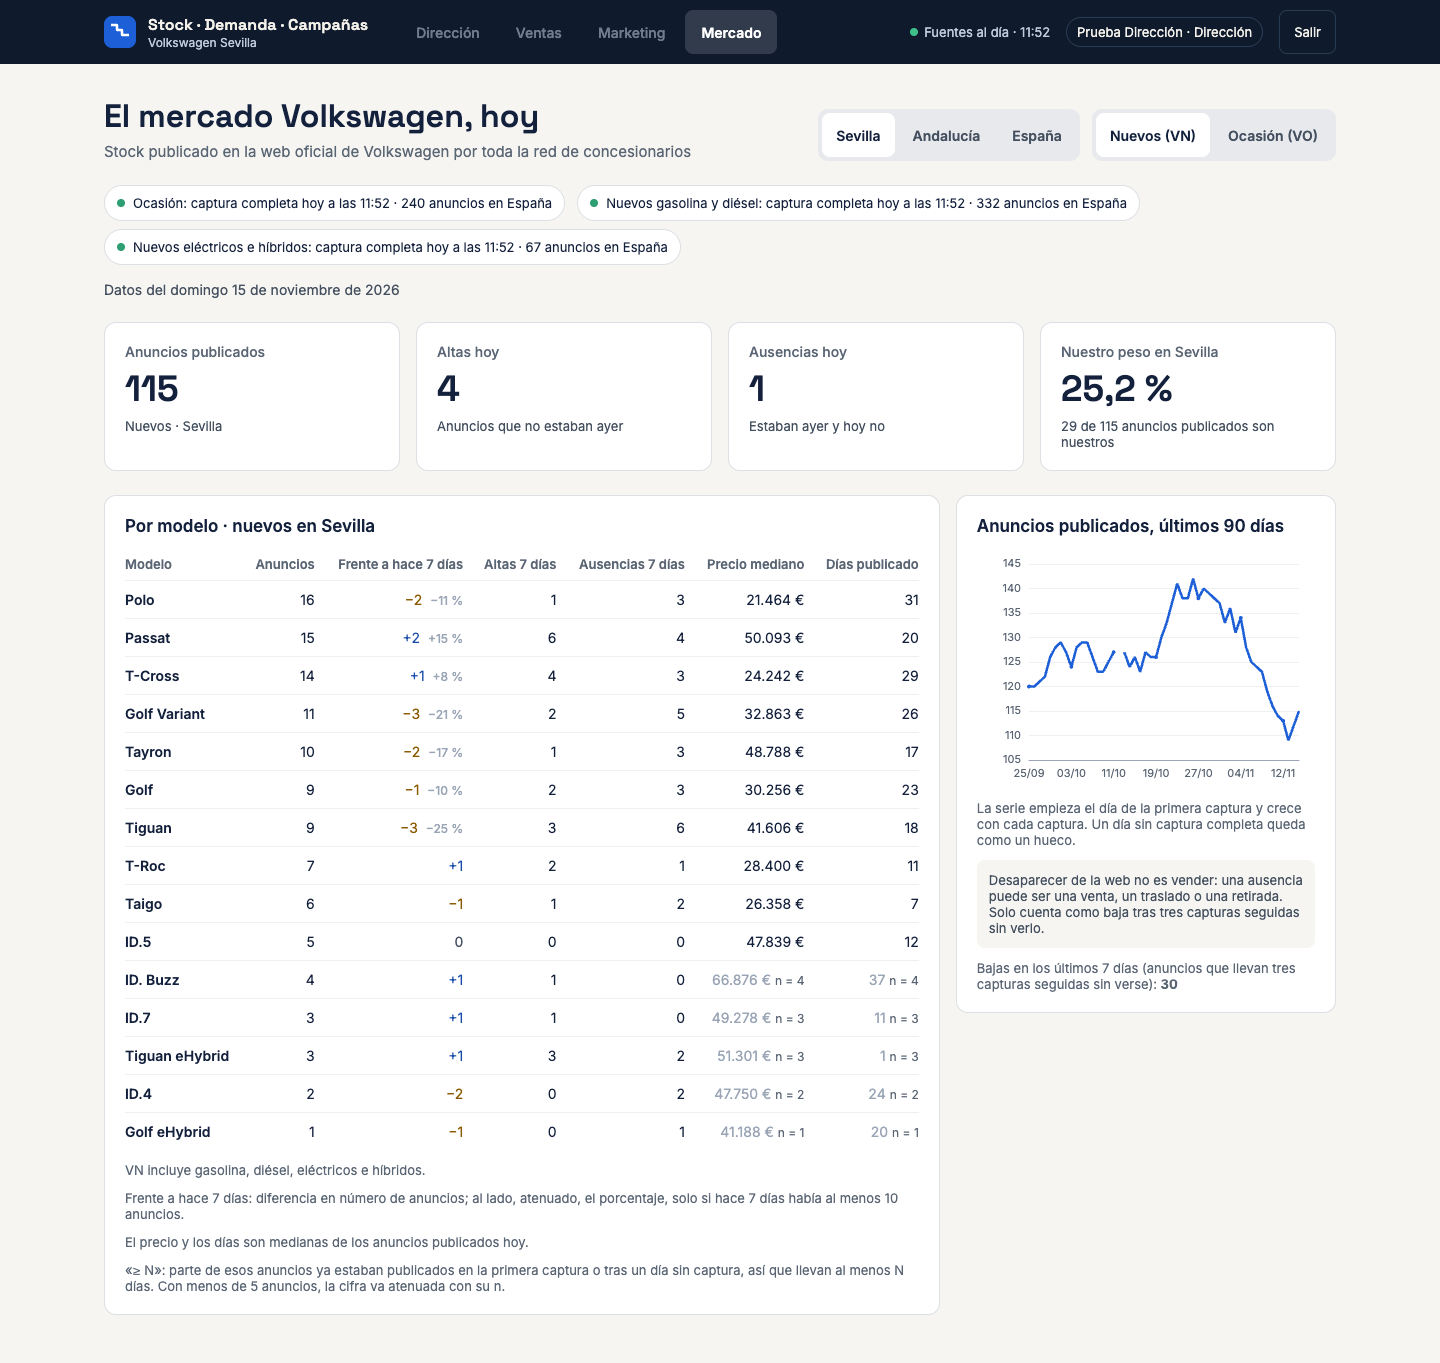 Stock · Demanda · Campañas
Volkswagen Sevilla
Dirección Ventas Marketing Mercado
Fuentes al día · 11:52
Prueba Dirección · Dirección
Salir
El mercado Volkswagen, hoy
Stock publicado en la web oficial de Volkswagen por toda la red de concesionarios
Sevilla Andalucía España
Nuevos (VN) Ocasión (VO)
Ocasión: captura completa hoy a las 11:52 · 240 anuncios en España
Nuevos gasolina y diésel: captura completa hoy a las 11:52 · 332 anuncios en España
Nuevos eléctricos e híbridos: captura completa hoy a las 11:52 · 67 anuncios en España
Datos del domingo 15 de noviembre de 2026
Anuncios publicados
115
Nuevos · Sevilla
Altas hoy
4
Anuncios que no estaban ayer
Ausencias hoy
1
Estaban ayer y hoy no
Nuestro peso en Sevilla
25,2 %
29 de 115 anuncios publicados son
nuestros
Por modelo · nuevos en Sevilla
Modelo Anuncios Frente a hace 7 días Altas 7 días Ausencias 7 días Precio mediano Días publicado
Polo 16 −2 −11 % 1 3 21.464 € 31
Passat 15 +2 +15 % 6 4 50.093 € 20
T-Cross 14 +1 +8 % 4 3 24.242 € 29
Golf Variant 11 −3 −21 % 2 5 32.863 € 26
Tayron 10 −2 −17 % 1 3 48.788 € 17
Golf 9 −1 −10 % 2 3 30.256 € 23
Tiguan 9 −3 −25 % 3 6 41.606 € 18
T-Roc 7 +1 2 1 28.400 € 11
Taigo 6 −1 1 2 26.358 € 7
ID.5 5 0 0 0 47.839 € 12
ID. Buzz 4 +1 1 0 66.876 € n = 4 37 n = 4
ID.7 3 +1 1 0 49.278 € n = 3 11 n = 3
Tiguan eHybrid 3 +1 3 2 51.301 € n = 3 1 n = 3
ID.4 2 −2 0 2 47.750 € n = 2 24 n = 2
Golf eHybrid 1 −1 0 1 41.188 € n = 1 20 n = 1
VN incluye gasolina, diésel, eléctricos e híbridos.
Frente a hace 7 días: diferencia en número de anuncios; al lado, atenuado, el porcentaje, solo si hace 7 días había al menos 10
anuncios.
El precio y los días son medianas de los anuncios publicados hoy.
«≥ N»: parte de esos anuncios ya estaban publicados en la primera captura o tras un día sin captura, así que llevan al menos N
días. Con menos de 5 anuncios, la cifra va atenuada con su n.
Anuncios publicados, últimos 90 días
145
140
135
130
125
120
115
110
105
25/09 03/10 11/10 19/10 27/10 04/11 12/11
La serie empieza el día de la primera captura y crece
con cada captura. Un día sin captura completa queda
como un hueco.
Desaparecer de la web no es vender: una ausencia
puede ser una venta, un traslado o una retirada.
Solo cuenta como baja tras tres capturas seguidas
sin verlo.
Bajas en los últimos 7 días (anuncios que llevan tres
capturas seguidas sin verse): 30